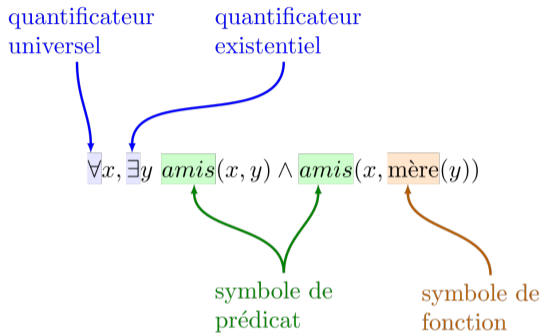 quantificateur
universel
quantificateur
existentiel
∀x, ∃y amis(x, y) ∧ amis(x, mère(y))
symbole de
prédicat
symbole de
fonction